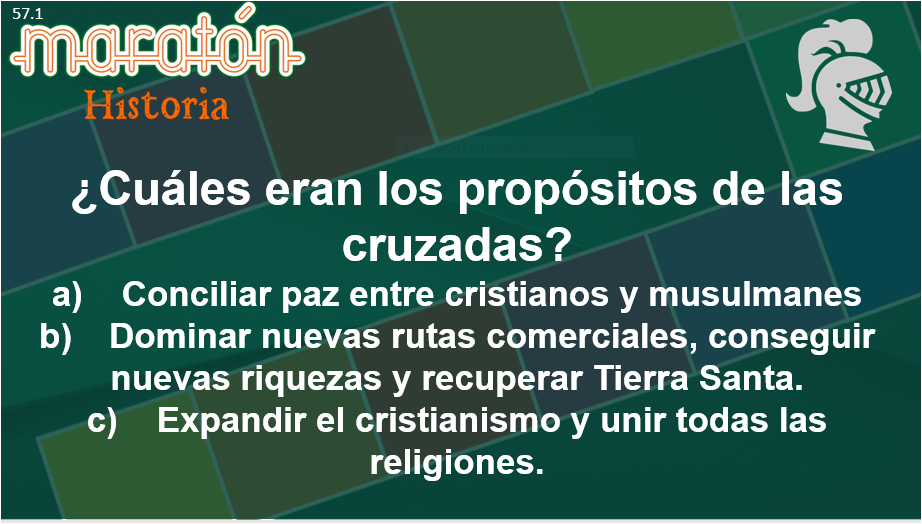 57.1
maratón
Historia
¿Cuáles eran los propósitos de las
cruzadas?
a) Conciliar paz entre cristianos y musulmanes
b) Dominar nuevas rutas comerciales, conseguir
nuevas riquezas y recuperar Tierra Santa.
c) Expandir el cristianismo y unir todas las
religiones.